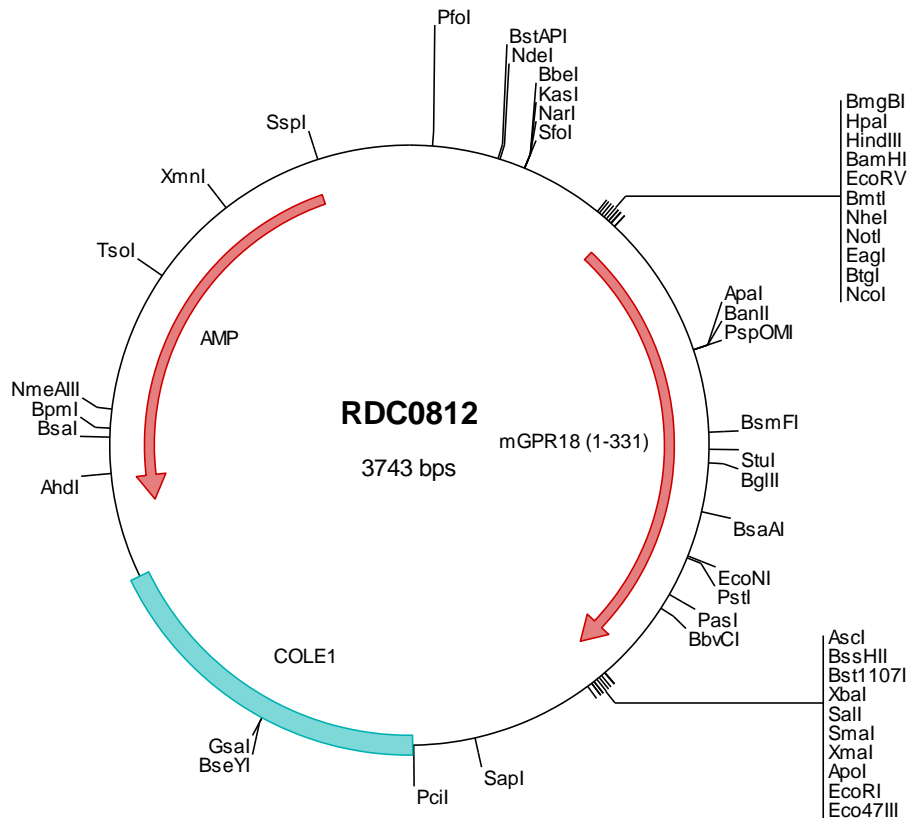 PfoI
BstAPI
NdeI
BbeI
KasI
NarI
SfoI
SspI
XmnI
TsoI
BmgBI
HpaI
HindIII
BamHI
EcoRV
BmtI
NheI
NotI
EagI
BtgI
NcoI
ApaI
BanII
PspOMI
AMP
NmeAIII
BpmI
BsaI
AhdI
RDC0812
3743 bps
mGPR18 (1-331)
BsmFI
StuI
BglII
BsaAI
EcoNI
PstI
PasI
BbvCI
COLE1
GsaI
BseYI
PciI
SapI
AscI
BssHII
Bst1107I
XbaI
SalI
SmaI
XmaI
ApoI
EcoRI
Eco47III